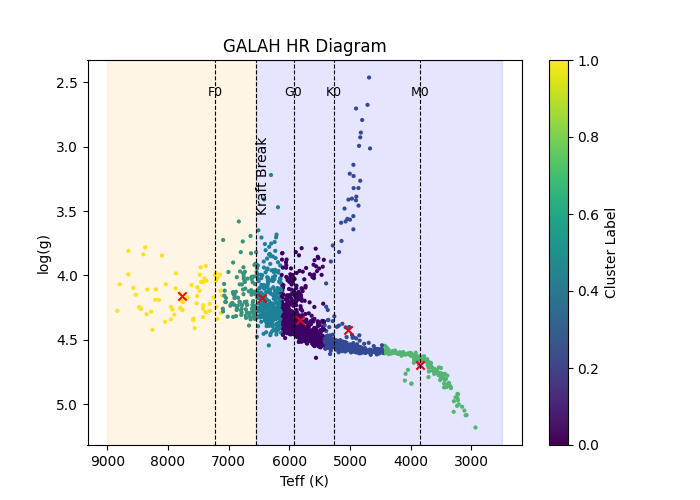 GALAH HR Diagram
F0
G0
K0
M0
Kraft Break
2.5
3.0
3.5
4.0
4.5
5.0
log(g)
9000 8000 7000 6000 5000 4000 3000
Teff (K)
1.0
0.8
0.6
0.4
0.2
0.0
Cluster Label